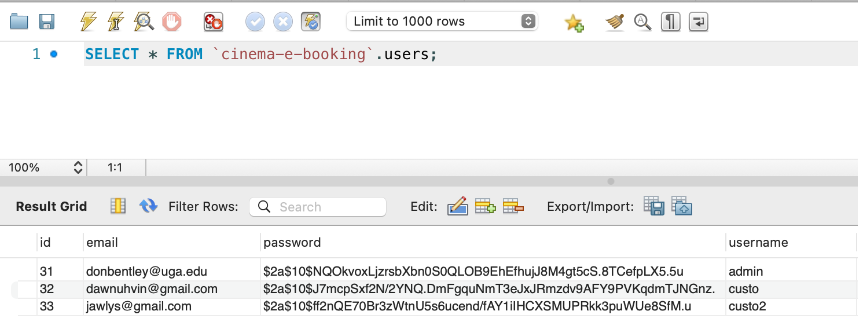 Limit to 1000 rows
1 SELECT * FROM `cinema-e-booking`.users;
100% 1:1
Result Grid Filter Rows: Search Edit: Export/Import:
id email password username
31 donbentley@uga.edu $2a$10$NQOkvoxLjzrsbXbn0S0QLOB9EhEfhujJ8M4gt5cS.8TCefpLX5.5u admin
32 dawnuhvin@gmail.com $2a$10$J7mcpSxf2N/2YNQ.DmFgquNmT3eJxJRmzdv9AFY9PVKqdmTJNGnz. custo
33 jawlys@gmail.com $2a$10$ff2nQE70Br3zWtnU5s6ucend/fAY1ilHCXSMUPRkk3puWUe8SfM.u custo2